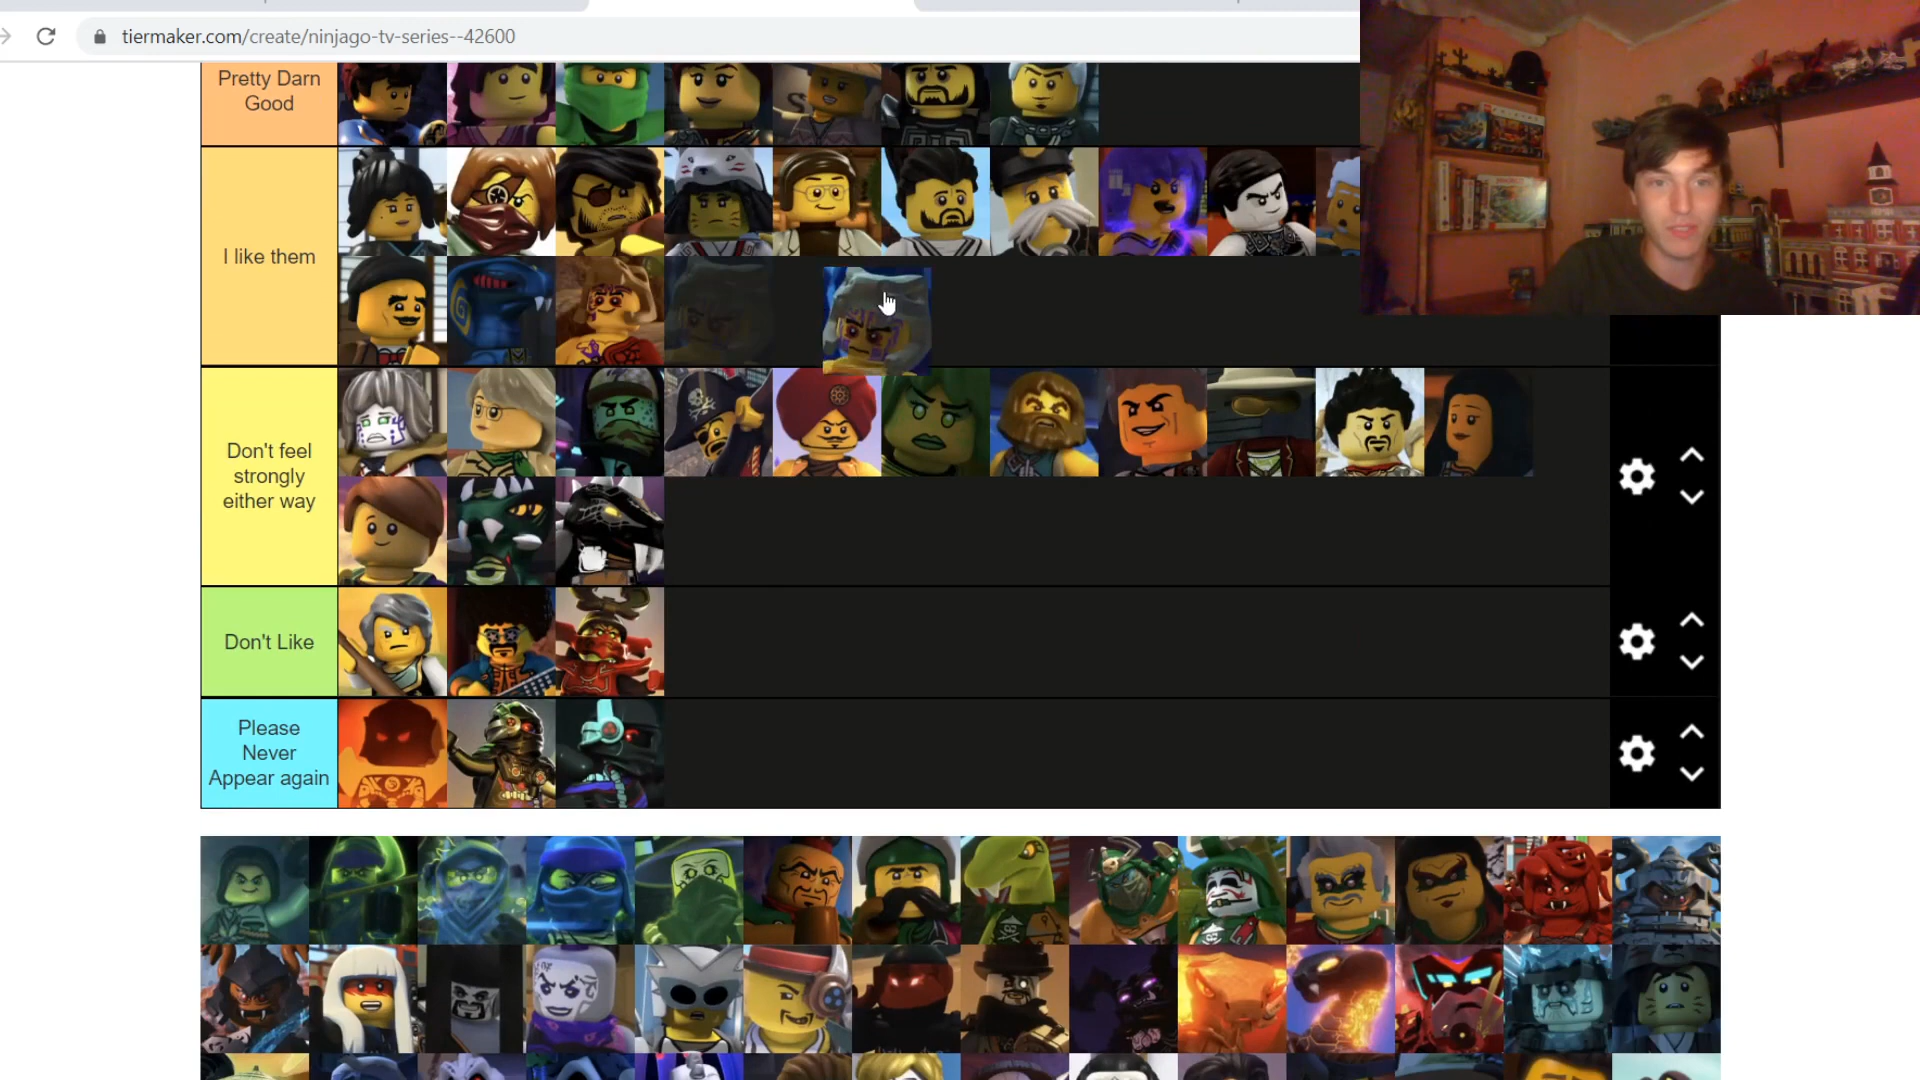 tiermaker.com/create/ninjago-tv-series--42600
Pretty Darn
Good
I like them
Don't feel
strongly
either way
Don't Like
Please
Never
Appear again